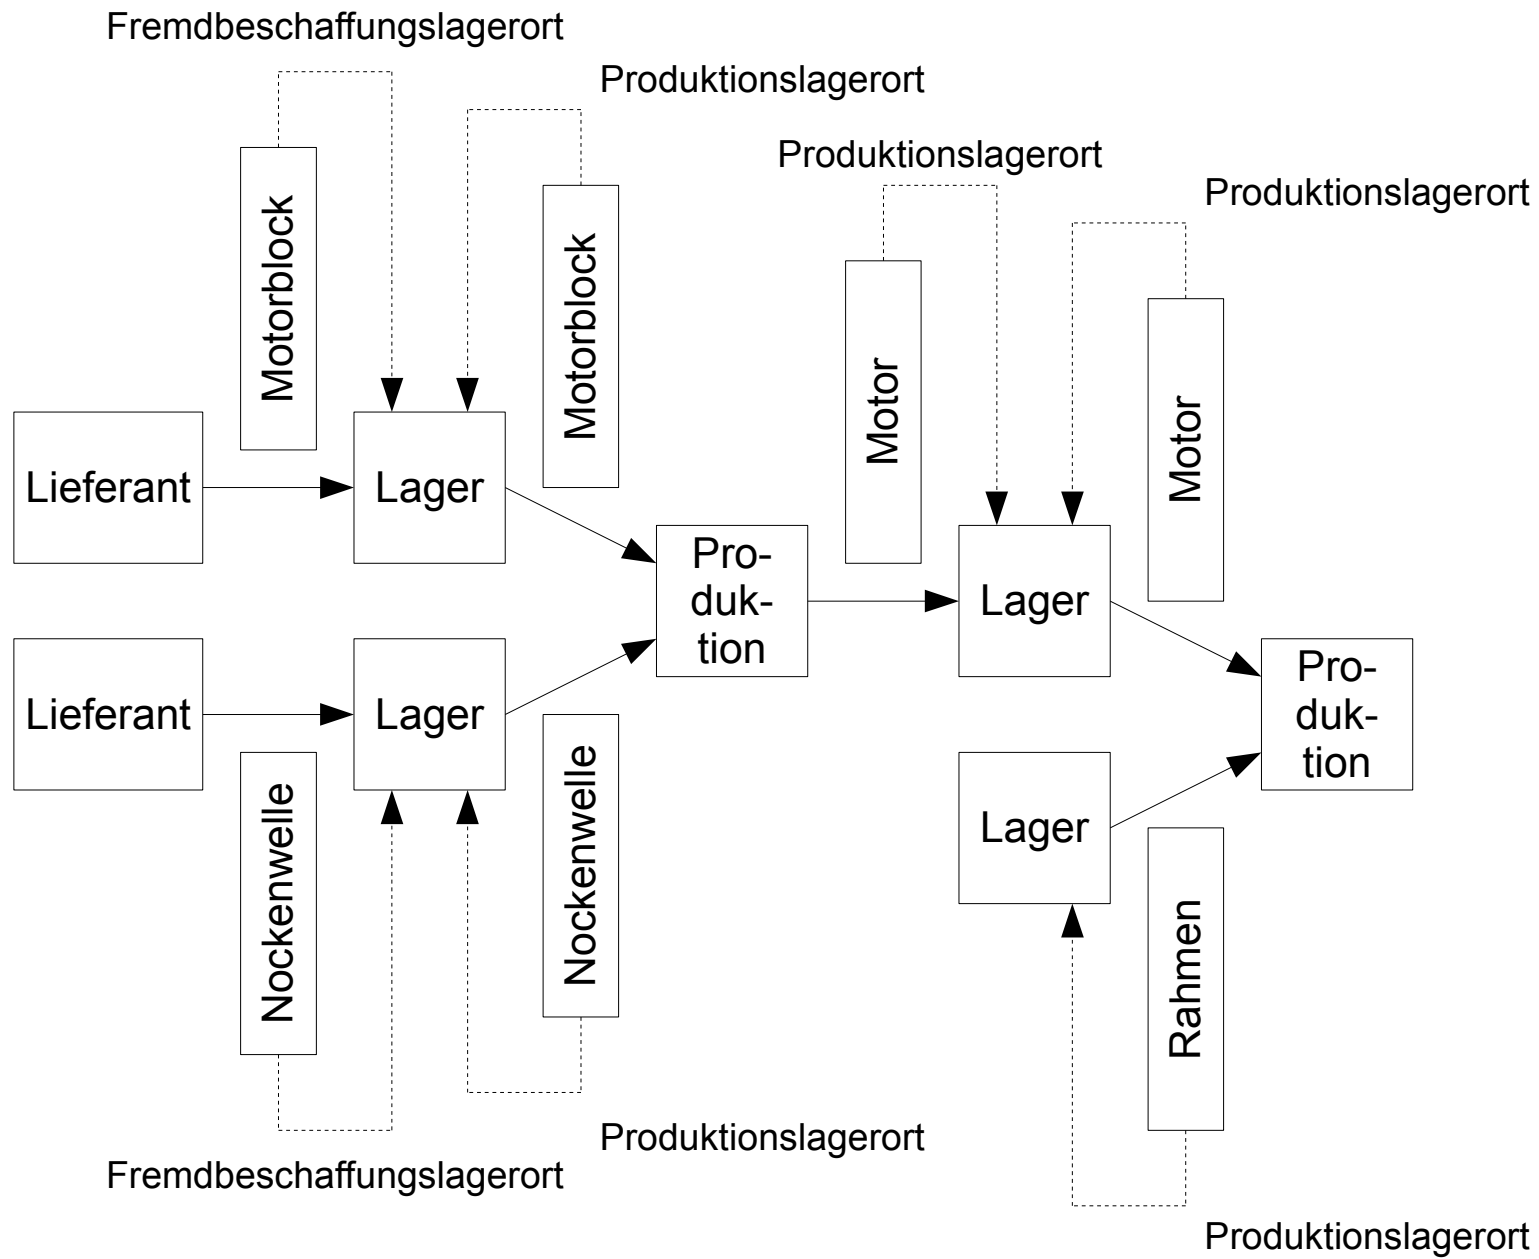 Fremdbeschaffungslagerort
Produktionslagerort
Produktionslagerort
Produktionslagerort
Motorblock
Motorblock
Motor
Motor
Lieferant
Lager
Pro-
duk-
tion
Lager
Lieferant
Lager
Pro-
duk-
tion
Lager
Nockenwelle
Nockenwelle
Rahmen
Produktionslagerort
Fremdbeschaffungslagerort
Produktionslagerort